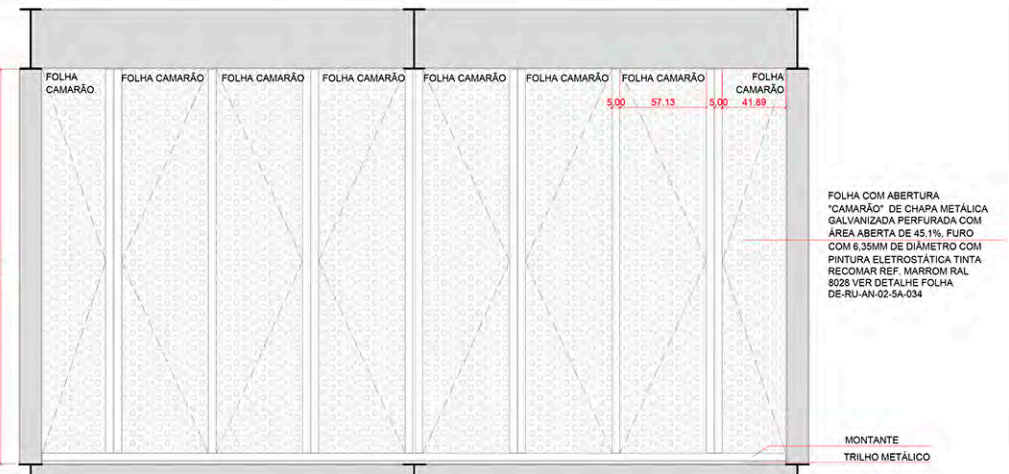 FOLHA
CAMARÃO
FOLHA CAMARÃO
FOLHA CAMARÃO
FOLHA CAMARÃO
FOLHA CAMARÃO
FOLHA CAMARÃO
FOLHA CAMARÃO
FOLHA
CAMARÃO
5,00 57.13 5,00 41.89
FOLHA COM ABERTURA
"CAMARÃO" DE CHAPA METÁLICA
GALVANIZADA PERFURADA COM
ÁREA ABERTA DE 45,1%. FURO
COM 6,35MM DE DIÂMETRO COM
PINTURA ELETROSTÁTICA TINTA
RECOMAR REF. MARROM RAL
8028 VER DETALHE FOLHA
DE-RU-AN-02-5A-034
MONTANTE
TRILHO METÁLICO